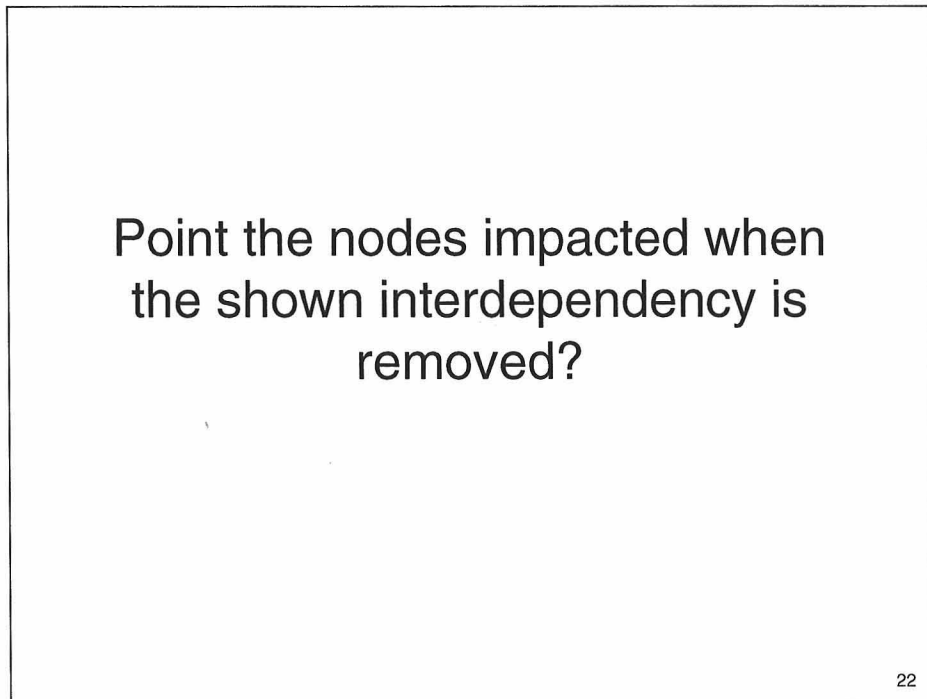 Point the nodes impacted when
the shown interdependency is
removed?
22